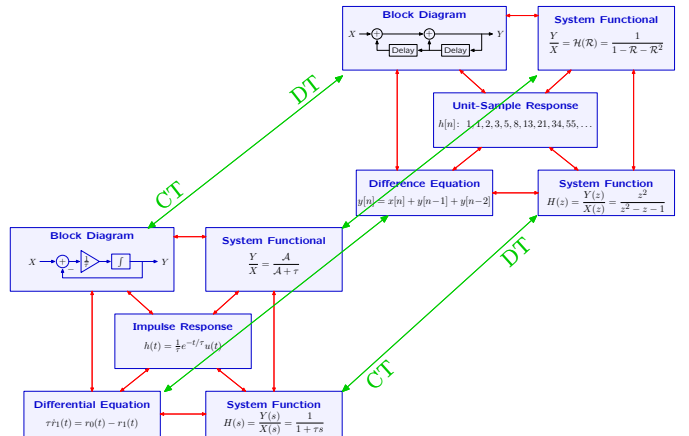 Block Diagram
X + + Y
Delay Delay
System Functional
Y/X = H(R) = 1/(1−R−R²)
Unit-Sample Response
h[n]: 1, 1, 2, 3, 5, 8, 13, 21, 34, 55, …
Difference Equation
y[n] = x[n] + y[n−1] + y[n−2]
System Function
H(z) = Y(z)/X(z) = z²/(z² − z − 1)
DT
CT
DT
CT
Block Diagram
X + − 1/τ ∫ Y
System Functional
Y/X = A/(A + τ)
Impulse Response
h(t) = 1/τ e^{−t/τ} u(t)
Differential Equation
τṙ₁(t) = r₀(t) − r₁(t)
System Function
H(s) = Y(s)/X(s) = 1/(1 + τs)